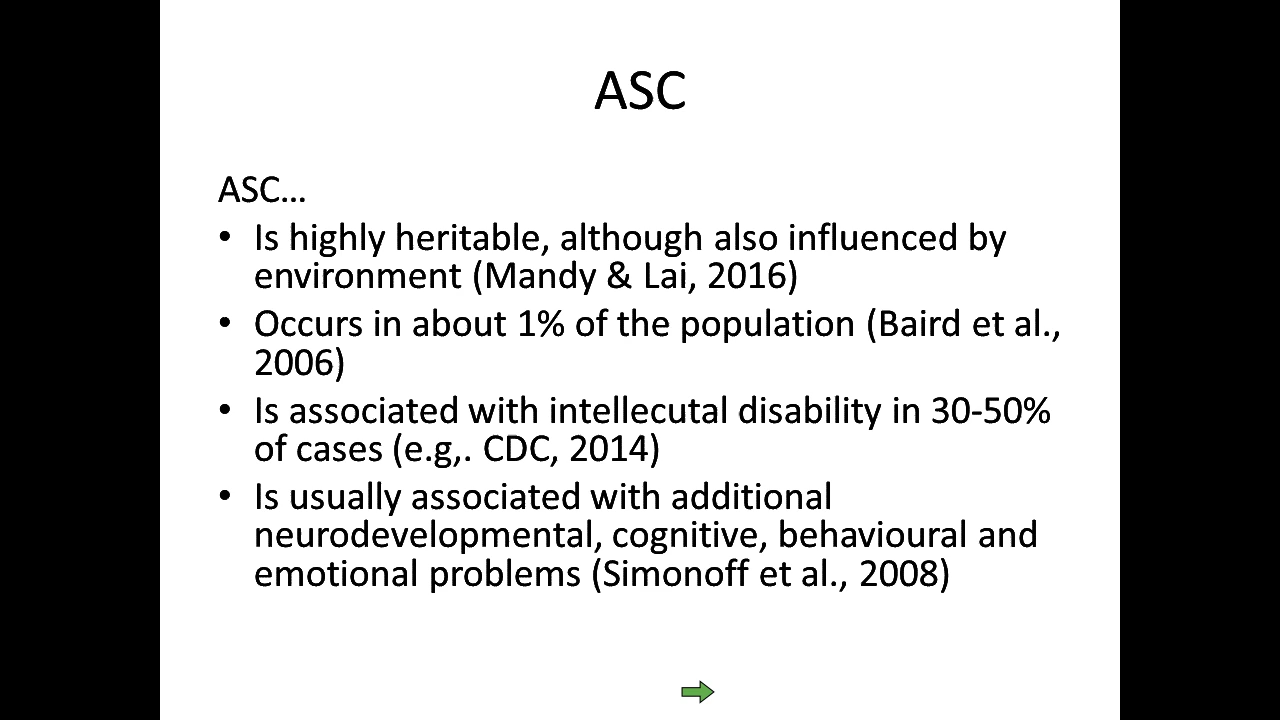 ASC
ASC…
• Is highly heritable, although also influenced by
environment (Mandy & Lai, 2016)
• Occurs in about 1% of the population (Baird et al.,
2006)
• Is associated with intellecutal disability in 30-50%
of cases (e.g,. CDC, 2014)
• Is usually associated with additional
neurodevelopmental, cognitive, behavioural and
emotional problems (Simonoff et al., 2008)